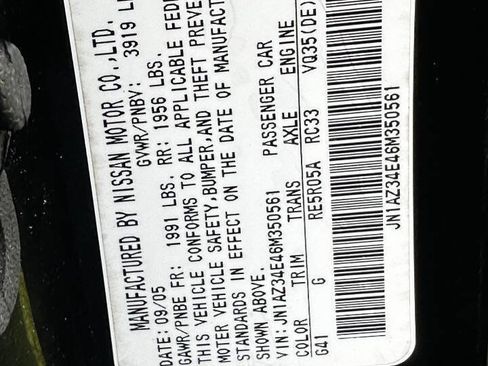 MANUFACTURED BY NISSAN MOTOR CO.,LTD.
GVWR/PNBV: 3919 L
DATE: 09/05
GAWR/PNBE FR: 1991 LBS. RR: 1956 LBS.
THIS VEHICLE CONFORMS TO ALL APPLICABLE FEDE
MOTOR VEHICLE SAFETY,BUMPER,AND THEFT PREVE
STANDARDS IN EFFECT ON THE DATE OF MANUFACT
SHOWN ABOVE.
VIN: JN1AZ34E46M350561 PASSENGER CAR
COLOR TRIM TRANS AXLE ENGINE
G41 G RE5R05A RC33 VQ35(DE)
JN1AZ34E46M350561